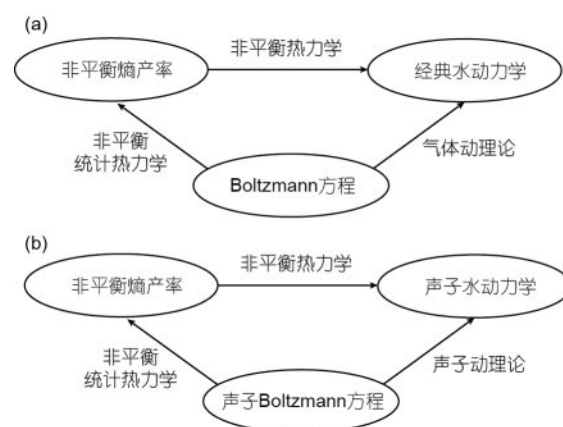 (a)
非平衡热力学
非平衡熵产率
经典水动力学
非平衡
统计热力学
气体动理论
Boltzmann方程
(b)
非平衡热力学
非平衡熵产率
声子水动力学
非平衡
统计热力学
声子动理论
声子Boltzmann方程